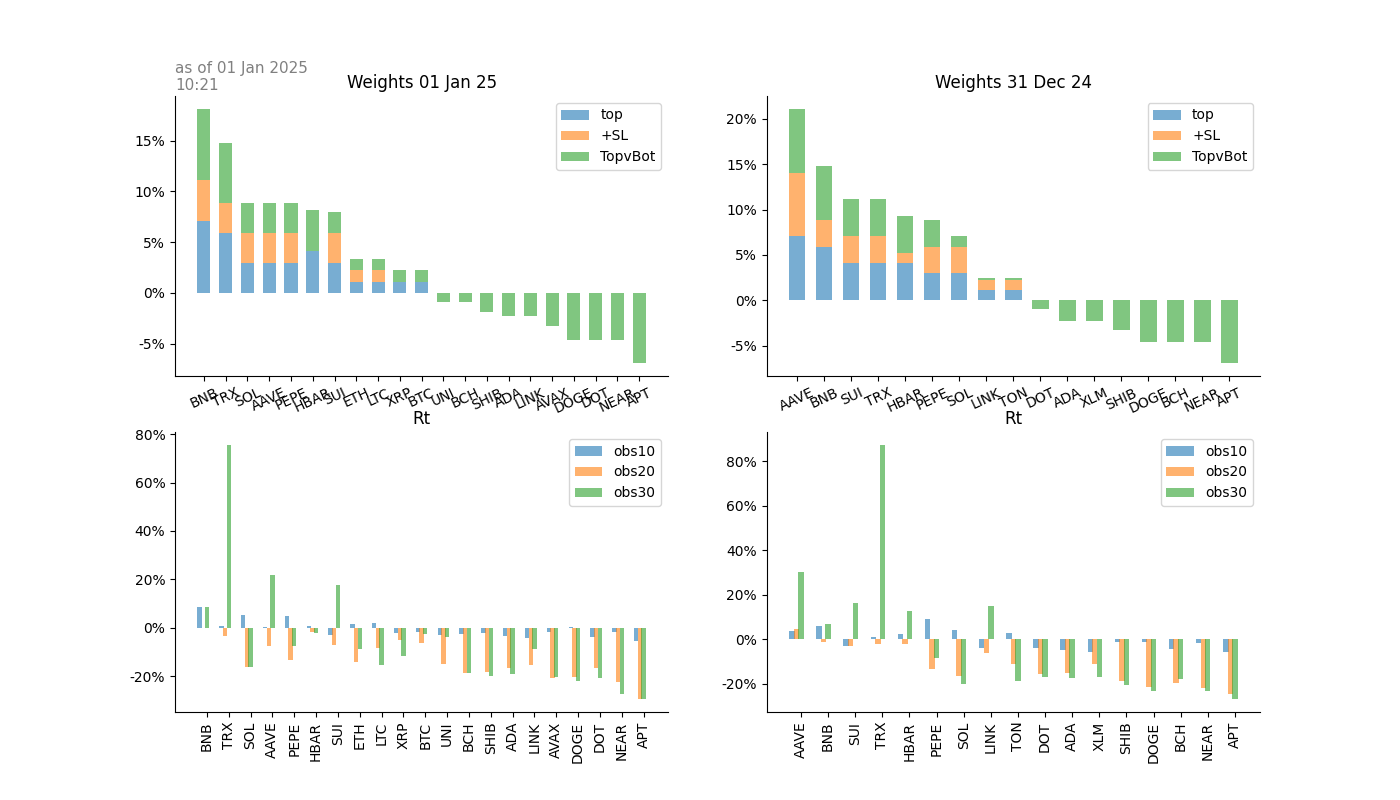 as of 01 Jan 2025
10:21
Weights 01 Jan 25
15%
10%
5%
0%
-5%
top
+SL
TopvBot
BNB TRX SOL AAVE PEPE HBAR SUI ETH LTC XRP BTC UNI BCH SHIB ADA LINK AVAX DOGE DOT NEAR APT
Weights 31 Dec 24
20%
15%
10%
5%
0%
-5%
top
+SL
TopvBot
AAVE BNB SUI TRX HBAR PEPE SOL LINK TON DOT ADA XLM SHIB DOGE BCH NEAR APT
Rt
80%
60%
40%
20%
0%
-20%
obs10
obs20
obs30
BNB TRX SOL AAVE PEPE HBAR SUI ETH LTC XRP BTC UNI BCH SHIB ADA LINK AVAX DOGE DOT NEAR APT
Rt
80%
60%
40%
20%
0%
-20%
obs10
obs20
obs30
AAVE BNB SUI TRX HBAR PEPE SOL LINK TON DOT ADA XLM SHIB DOGE BCH NEAR APT